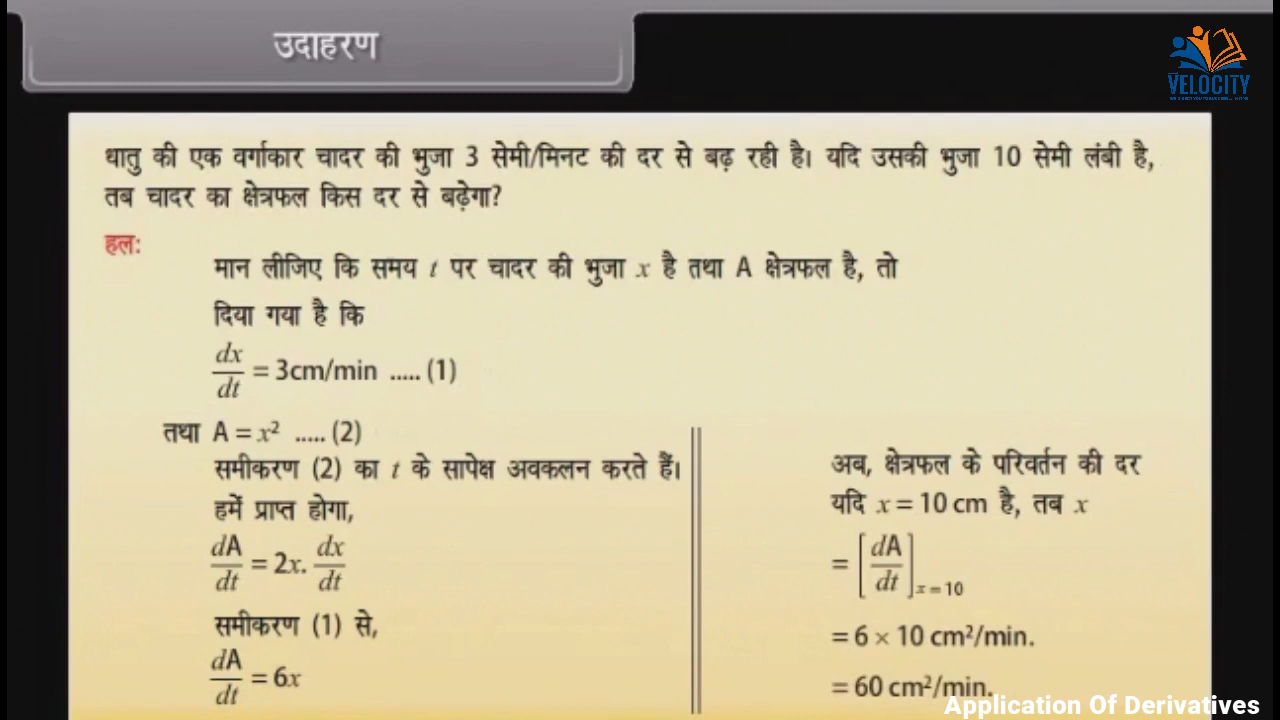 उदाहरण
VELOCITY
धातु की एक वर्गाकार चादर की भुजा 3 सेमी/मिनट की दर से बढ़ रही है। यदि उसकी भुजा 10 सेमी लंबी है,
तब चादर का क्षेत्रफल किस दर से बढ़ेगा?
हल:
मान लीजिए कि समय t पर चादर की भुजा x है तथा A क्षेत्रफल है, तो
दिया गया है कि
dx/dt = 3cm/min ..... (1)
तथा A = x² ..... (2)
समीकरण (2) का t के सापेक्ष अवकलन करते हैं।
हमें प्राप्त होगा,
dA/dt = 2x. dx/dt
समीकरण (1) से,
dA/dt = 6x
अब, क्षेत्रफल के परिवर्तन की दर
यदि x = 10 cm है, तब x
= [dA/dt]x = 10
= 6 × 10 cm²/min.
= 60 cm²/min.
Application Of Derivatives